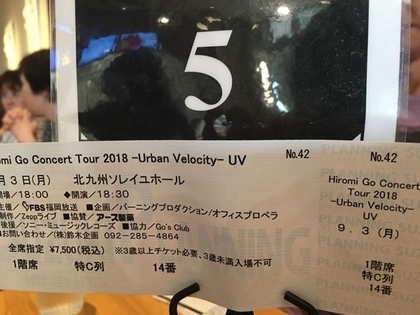 5
omi Go Concert Tour 2018 -Urban Velocity- UV No.42
月3日(月) 北九州ソレイユホール
場/18:00 ◆開演/18:30
主催/FBS福岡放送 ■企画/バーニングプロダクション/オフィスプロペラ
制作/Zeppライブ ■協賛/アース製薬
後援/ソニー・ミュージックレコーズ ■協力/Go's Club
お問い合わせ/(株)鈴木企画 092-285-4864
全席指定 ¥7,500(税込) ※3歳以上チケット必要、3歳未満入場不可
1階席 特C列 14番
No.42
Hiromi Go Concert
Tour 2018
-Urban Velocity-
UV
9. 3 (月)
1階席
特C列
14番
PLANNING